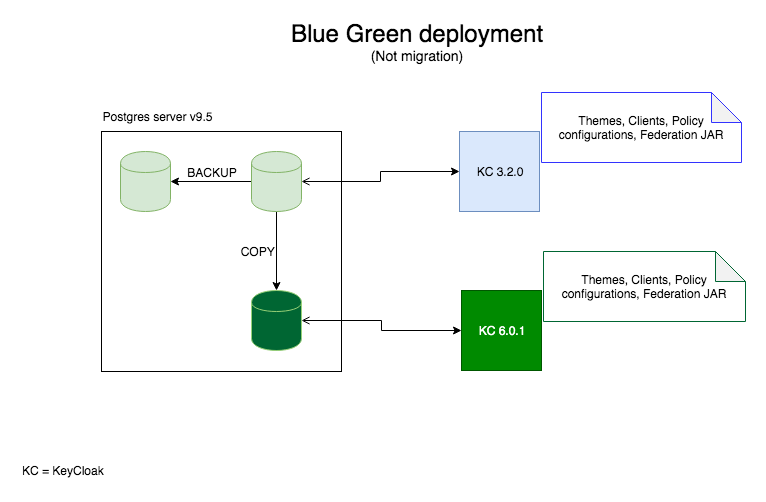 Blue Green deployment
(Not migration)
Postgres server v9.5
Themes, Clients, Policy
configurations, Federation JAR
BACKUP
KC 3.2.0
COPY
Themes, Clients, Policy
configurations, Federation JAR
KC 6.0.1
KC = KeyCloak